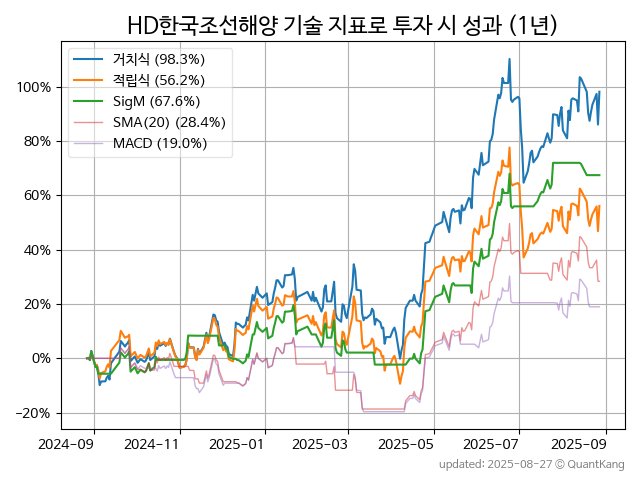 HD한국조선해양 기술 지표로 투자 시 성과 (1년)
거치식 (98.3%)
적립식 (56.2%)
SigM (67.6%)
SMA(20) (28.4%)
MACD (19.0%)
100%
80%
60%
40%
20%
0%
−20%
2024-09 2024-11 2025-01 2025-03 2025-05 2025-07 2025-09
updated: 2025-08-27 © QuantKang